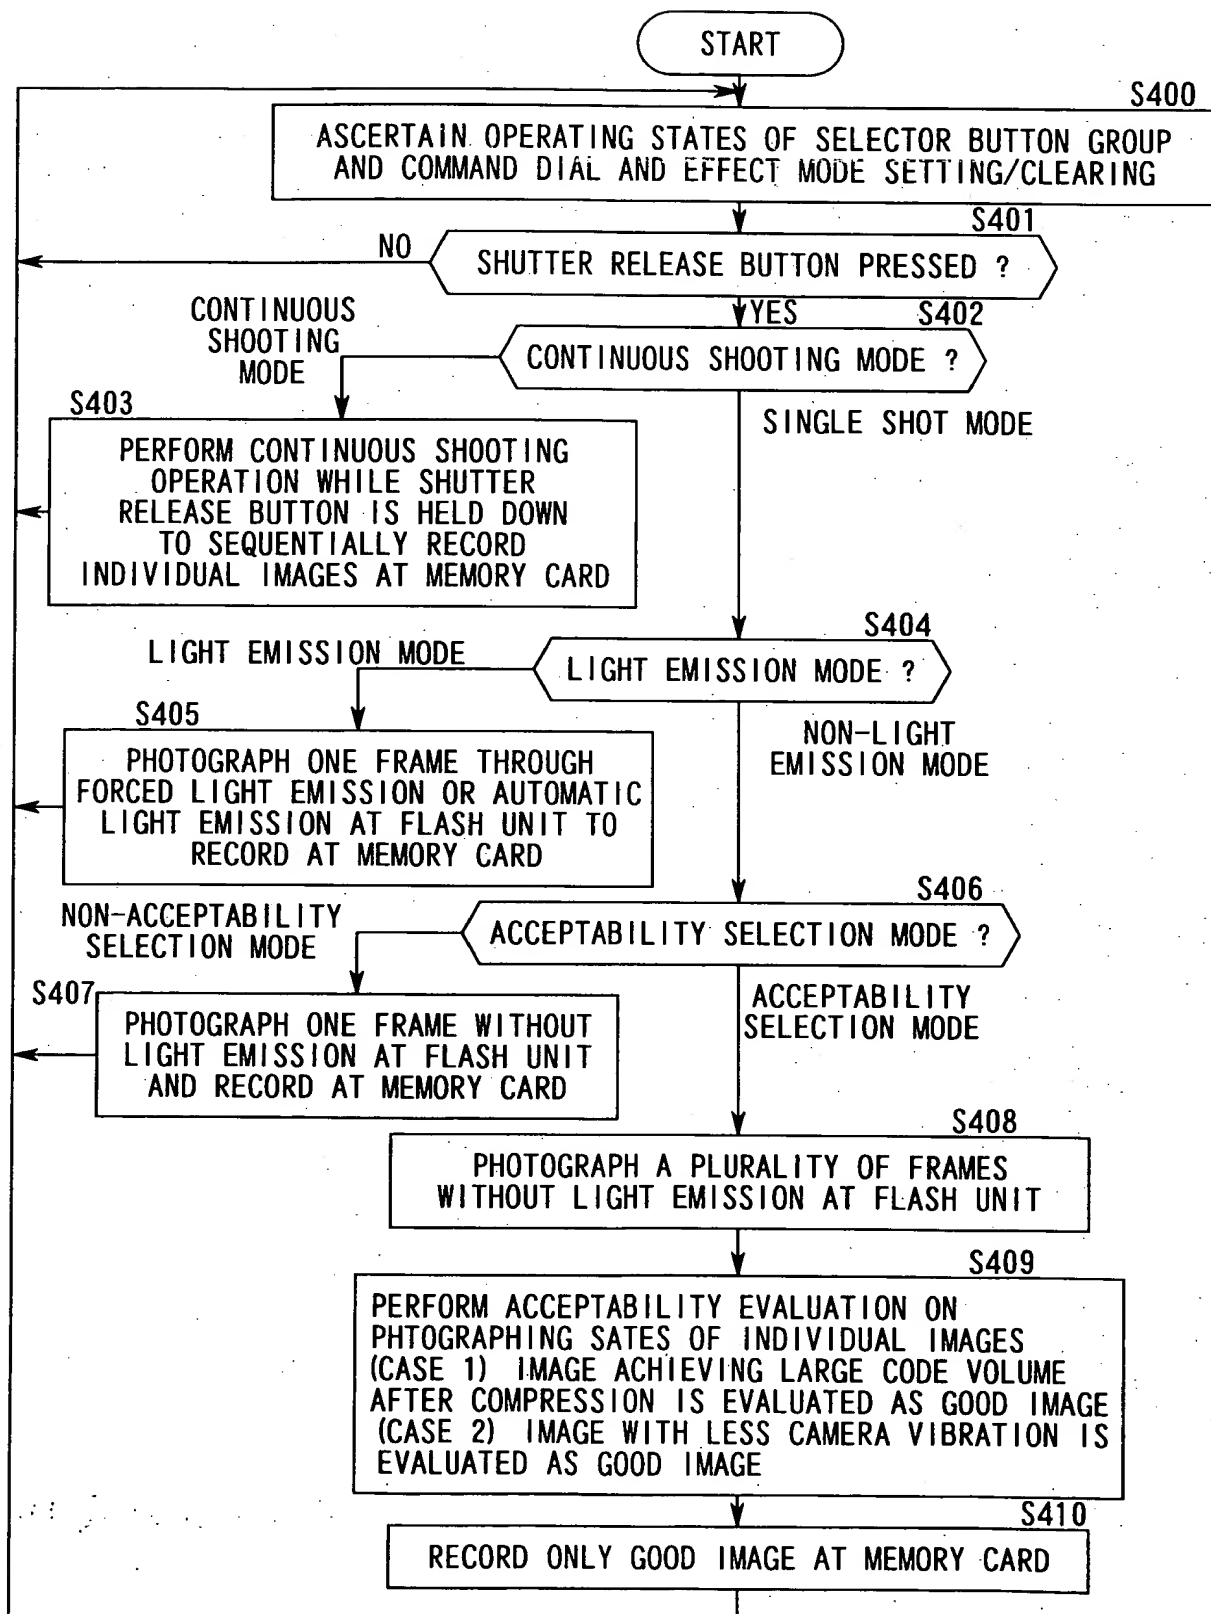 START
S400
ASCERTAIN OPERATING STATES OF SELECTOR BUTTON GROUP
AND COMMAND DIAL AND EFFECT MODE SETTING/CLEARING
S401
NO
SHUTTER RELEASE BUTTON PRESSED ?
YES
S402
CONTINUOUS
SHOOTING
MODE
CONTINUOUS SHOOTING MODE ?
S403
SINGLE SHOT MODE
PERFORM CONTINUOUS SHOOTING
OPERATION WHILE SHUTTER
RELEASE BUTTON IS HELD DOWN
TO SEQUENTIALLY RECORD
INDIVIDUAL IMAGES AT MEMORY CARD
S404
LIGHT EMISSION MODE
LIGHT EMISSION MODE ?
S405
NON-LIGHT
EMISSION MODE
PHOTOGRAPH ONE FRAME THROUGH
FORCED LIGHT EMISSION OR AUTOMATIC
LIGHT EMISSION AT FLASH UNIT TO
RECORD AT MEMORY CARD
S406
NON-ACCEPTABILITY
SELECTION MODE
ACCEPTABILITY SELECTION MODE ?
S407
ACCEPTABILITY
SELECTION MODE
PHOTOGRAPH ONE FRAME WITHOUT
LIGHT EMISSION AT FLASH UNIT
AND RECORD AT MEMORY CARD
S408
PHOTOGRAPH A PLURALITY OF FRAMES
WITHOUT LIGHT EMISSION AT FLASH UNIT
S409
PERFORM ACCEPTABILITY EVALUATION ON
PHTOGRAPHING SATES OF INDIVIDUAL IMAGES
(CASE 1) IMAGE ACHIEVING LARGE CODE VOLUME
AFTER COMPRESSION IS EVALUATED AS GOOD IMAGE
(CASE 2) IMAGE WITH LESS CAMERA VIBRATION IS
EVALUATED AS GOOD IMAGE
S410
RECORD ONLY GOOD IMAGE AT MEMORY CARD